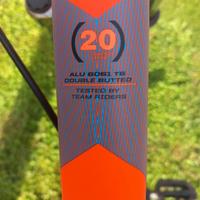 (20)
ALU 6061 T6
DOUBLE BUTTED
TESTED BY
TEAM RIDERS